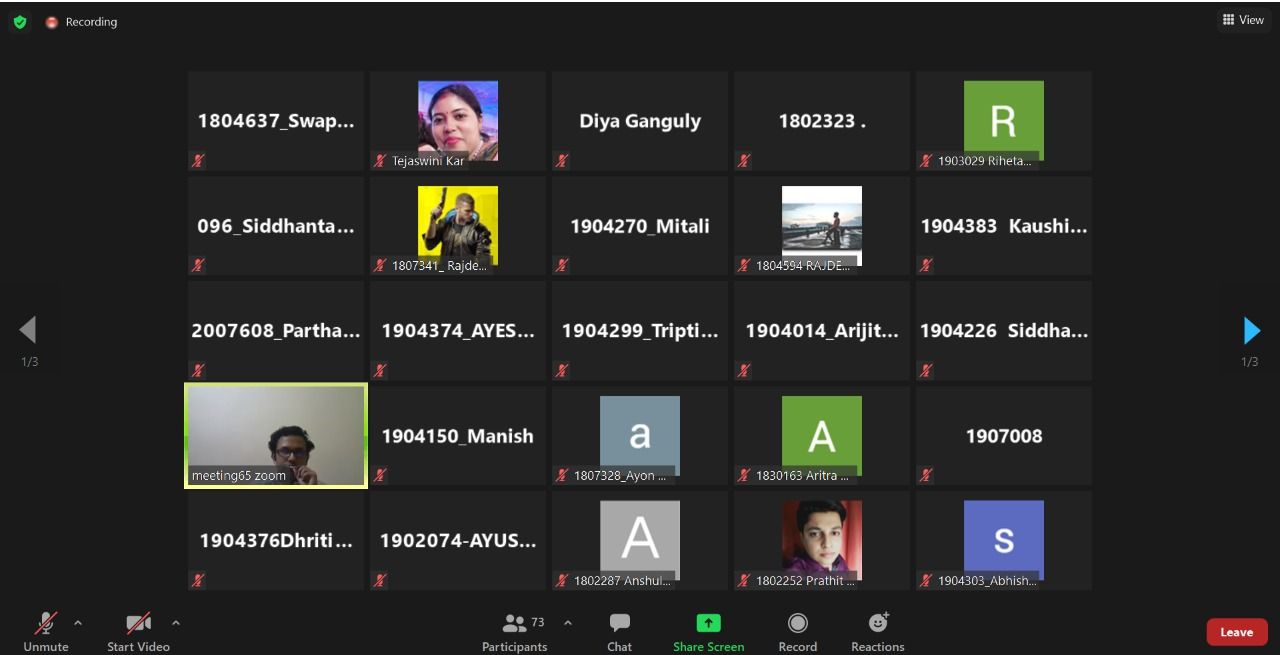 Recording
View
1804637_Swap...
Tejaswini Kar
Diya Ganguly
1802323 .
R
1903029 Riheta...
096_Siddhanta...
1807341_ Rajde...
1904270_Mitali
1804594 RAJDE...
1904383 Kaushi...
2007608_Partha...
1904374_AYES...
1904299_Tripti...
1904014_Arijit...
1904226 Siddha...
1/3
1/3
meeting65 zoom
1904150_Manish
a
1807328_Ayon ...
A
1830163 Aritra ...
1907008
1904376Dhriti...
1902074-AYUS...
A
1802287 Anshul...
1802252 Prathit ...
s
1904303_Abhish...
Unmute
Start Video
73
Participants
Chat
Share Screen
Record
Reactions
Leave